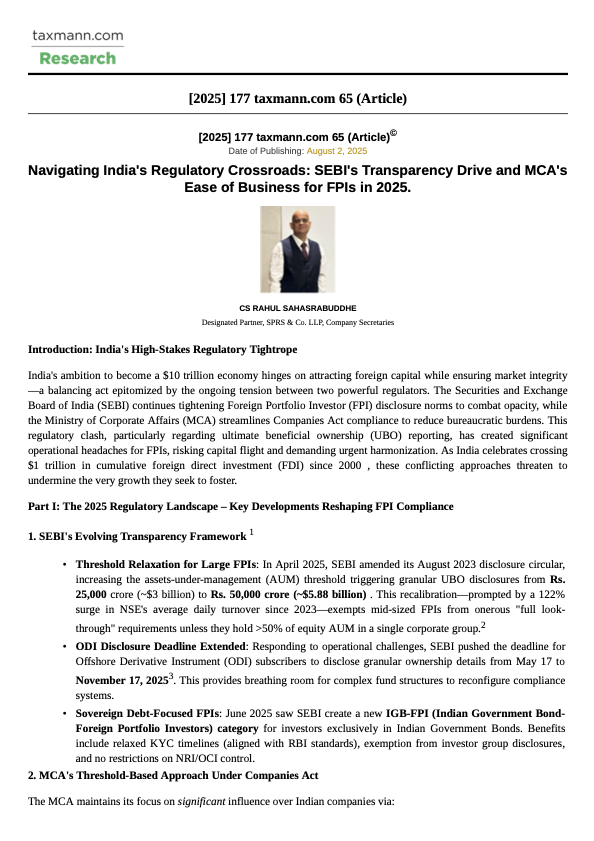 taxmann.com
Research
[2025] 177 taxmann.com 65 (Article)
[2025] 177 taxmann.com 65 (Article)©
Date of Publishing: August 2, 2025
Navigating India's Regulatory Crossroads: SEBI's Transparency Drive and MCA's
Ease of Business for FPIs in 2025.
CS RAHUL SAHASRABUDDHE
Designated Partner, SPRS & Co. LLP, Company Secretaries
Introduction: India's High-Stakes Regulatory Tightrope
India's ambition to become a $10 trillion economy hinges on attracting foreign capital while ensuring market integrity
—a balancing act epitomized by the ongoing tension between two powerful regulators. The Securities and Exchange
Board of India (SEBI) continues tightening Foreign Portfolio Investor (FPI) disclosure norms to combat opacity, while
the Ministry of Corporate Affairs (MCA) streamlines Companies Act compliance to reduce bureaucratic burdens. This
regulatory clash, particularly regarding ultimate beneficial ownership (UBO) reporting, has created significant
operational headaches for FPIs, risking capital flight and demanding urgent harmonization. As India celebrates crossing
$1 trillion in cumulative foreign direct investment (FDI) since 2000 , these conflicting approaches threaten to
undermine the very growth they seek to foster.
Part I: The 2025 Regulatory Landscape – Key Developments Reshaping FPI Compliance
1. SEBI's Evolving Transparency Framework 1
• Threshold Relaxation for Large FPIs: In April 2025, SEBI amended its August 2023 disclosure circular,
increasing the assets-under-management (AUM) threshold triggering granular UBO disclosures from Rs.
25,000 crore (~$3 billion) to Rs. 50,000 crore (~$5.88 billion) . This recalibration—prompted by a 122%
surge in NSE's average daily turnover since 2023—exempts mid-sized FPIs from onerous "full look-
through" requirements unless they hold >50% of equity AUM in a single corporate group.2
• ODI Disclosure Deadline Extended: Responding to operational challenges, SEBI pushed the deadline for
Offshore Derivative Instrument (ODI) subscribers to disclose granular ownership details from May 17 to
November 17, 20253. This provides breathing room for complex fund structures to reconfigure compliance
systems.
• Sovereign Debt-Focused FPIs: June 2025 saw SEBI create a new IGB-FPI (Indian Government Bond-
Foreign Portfolio Investors) category for investors exclusively in Indian Government Bonds. Benefits
include relaxed KYC timelines (aligned with RBI standards), exemption from investor group disclosures,
and no restrictions on NRI/OCI control.
2. MCA's Threshold-Based Approach Under Companies Act
The MCA maintains its focus on significant influence over Indian companies via: